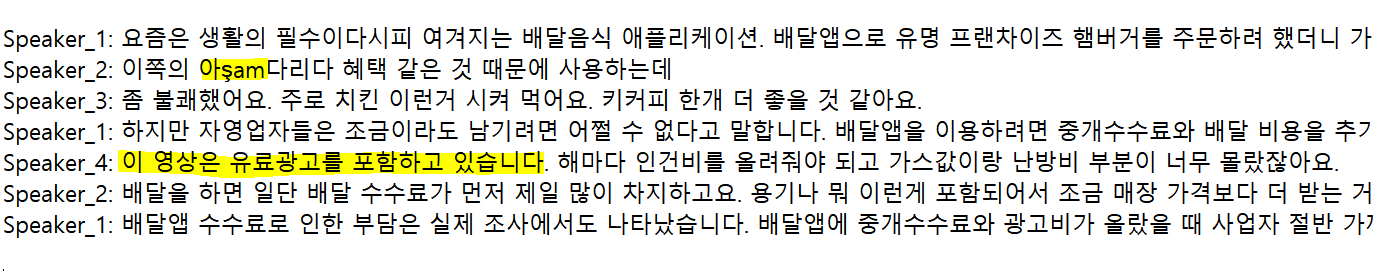 Speaker_1: 요즘은 생활의 필수이다시피 여겨지는 배달음식 애플리케이션. 배달앱으로 유명 프랜차이즈 햄버거를 주문하려 했더니 가
Speaker_2: 이쪽의 아şam다리다 혜택 같은 것 때문에 사용하는데
Speaker_3: 좀 불쾌했어요. 주로 치킨 이런거 시켜 먹어요. 키커피 한개 더 좋을 것 같아요.
Speaker_1: 하지만 자영업자들은 조금이라도 남기려면 어쩔 수 없다고 말합니다. 배달앱을 이용하려면 중개수수료와 배달 비용을 추가
Speaker_4: 이 영상은 유료광고를 포함하고 있습니다. 해마다 인건비를 올려줘야 되고 가스값이랑 난방비 부분이 너무 몰랐잖아요.
Speaker_2: 배달을 하면 일단 배달 수수료가 먼저 제일 많이 차지하고요. 용기나 뭐 이런게 포함되어서 조금 매장 가격보다 더 받는 거
Speaker_1: 배달앱 수수료로 인한 부담은 실제 조사에서도 나타났습니다. 배달앱에 중개수수료와 광고비가 올랐을 때 사업자 절반 가